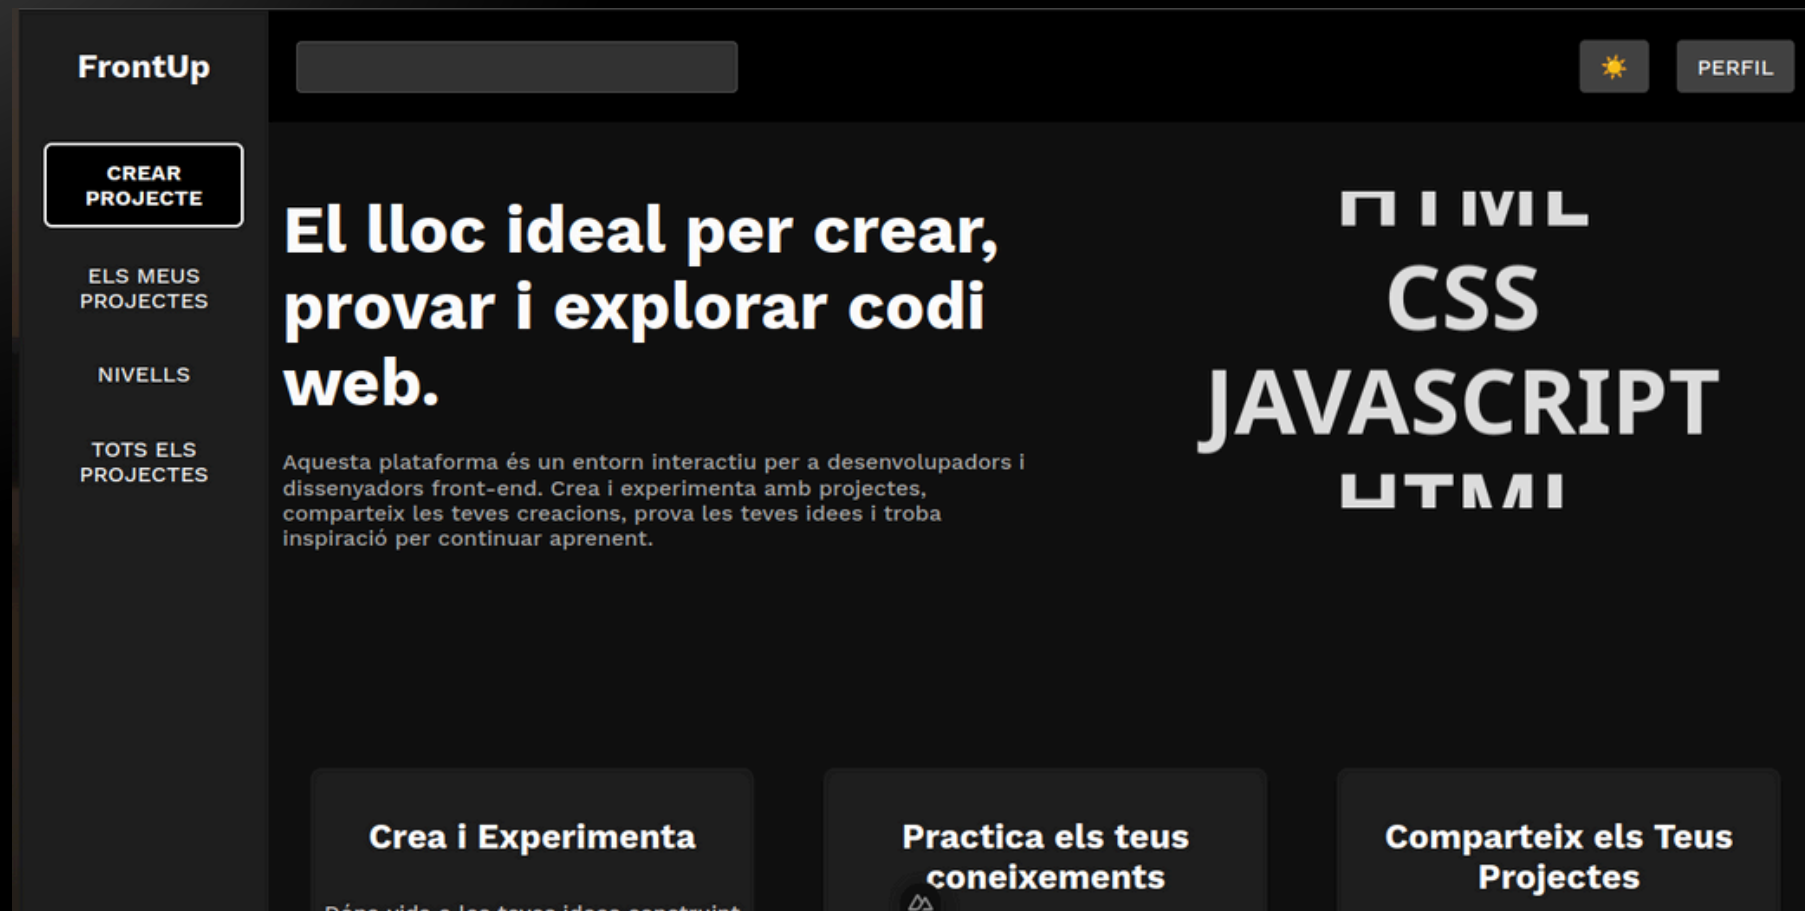 FrontUp
PERFIL
CREAR
PROJECTE
ELS MEUS
PROJECTES
NIVELLS
TOTS ELS
PROJECTES
El lloc ideal per crear,
provar i explorar codi
web.
Aquesta plataforma és un entorn interactiu per a desenvolupadors i
dissenyadors front-end. Crea i experimenta amb projectes,
comparteix les teves creacions, prova les teves idees i troba
inspiració per continuar aprenent.
HTML
CSS
JAVASCRIPT
HTML
Crea i Experimenta
Practica els teus
coneixements
Comparteix els Teus
Projectes